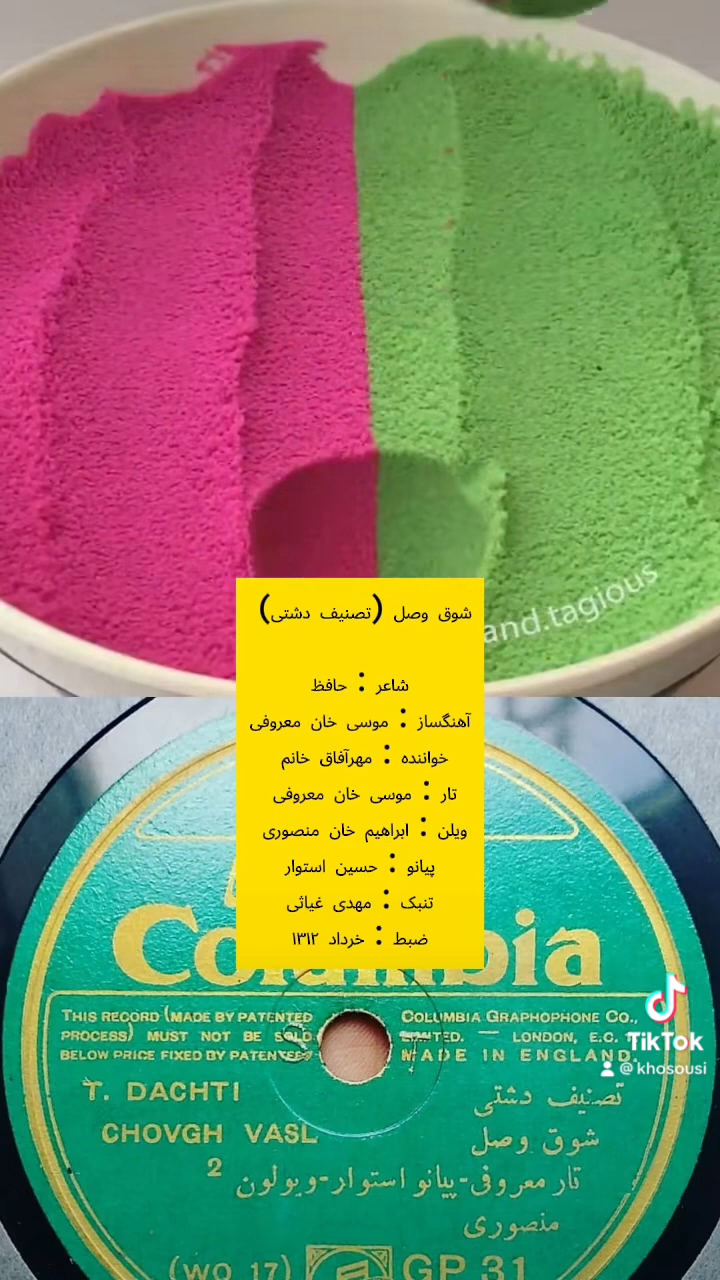 and.tagious
شوق وصل (تصنیف دشتی)
شاعر : حافظ
آهنگساز : موسی خان معروفی
خواننده : مهرآفاق خانم
تار : موسی خان معروفی
ویلن : ابراهیم خان منصوری
پیانو : حسین استوار
تنبک : مهدی غیاثی
ضبط : خرداد ۱۳۱۲
Columbia
THIS RECORD (MADE BY PATENTED
PROCESS) MUST NOT BE SOLD
BELOW PRICE FIXED BY PATENTEES
COLUMBIA GRAPHOPHONE CO.,
LIMITED. — LONDON, E.C.
MADE IN ENGLAND.
TikTok
@khosousi
T. DACHTI
CHOVGH VASL
2
تصنیف دشتی
شوق وصل
تار معروفی-پیانو استوار-ویولون
منصوری
(WO 17)
GP 31